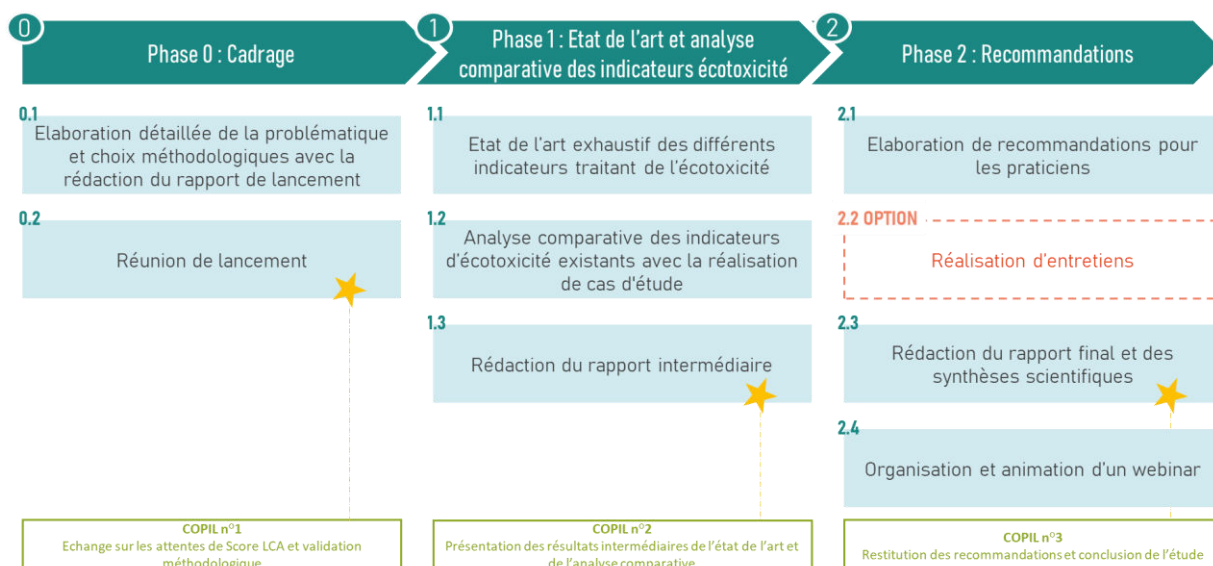 0
Phase 0 : Cadrage
1
Phase 1 : Etat de l'art et analyse
comparative des indicateurs écotoxicité
2
Phase 2 : Recommandations
0.1
Elaboration détaillée de la problématique
et choix méthodologiques avec la
rédaction du rapport de lancement
0.2
Réunion de lancement
1.1
Etat de l'art exhaustif des différents
indicateurs traitant de l'écotoxicité
1.2
Analyse comparative des indicateurs
d'écotoxicité existants avec la réalisation
de cas d'étude
1.3
Rédaction du rapport intermédiaire
2.1
Elaboration de recommandations pour
les praticiens
2.2 OPTION
Réalisation d'entretiens
2.3
Rédaction du rapport final et des
synthèses scientifiques
2.4
Organisation et animation d'un webinar
COPIL n°1
Echange sur les attentes de Score LCA et validation
méthodologique
COPIL n°2
Présentation des résultats intermédiaires de l'état de l'art et
de l'analyse comparative
COPIL n°3
Restitution des recommandations et conclusion de l'étude